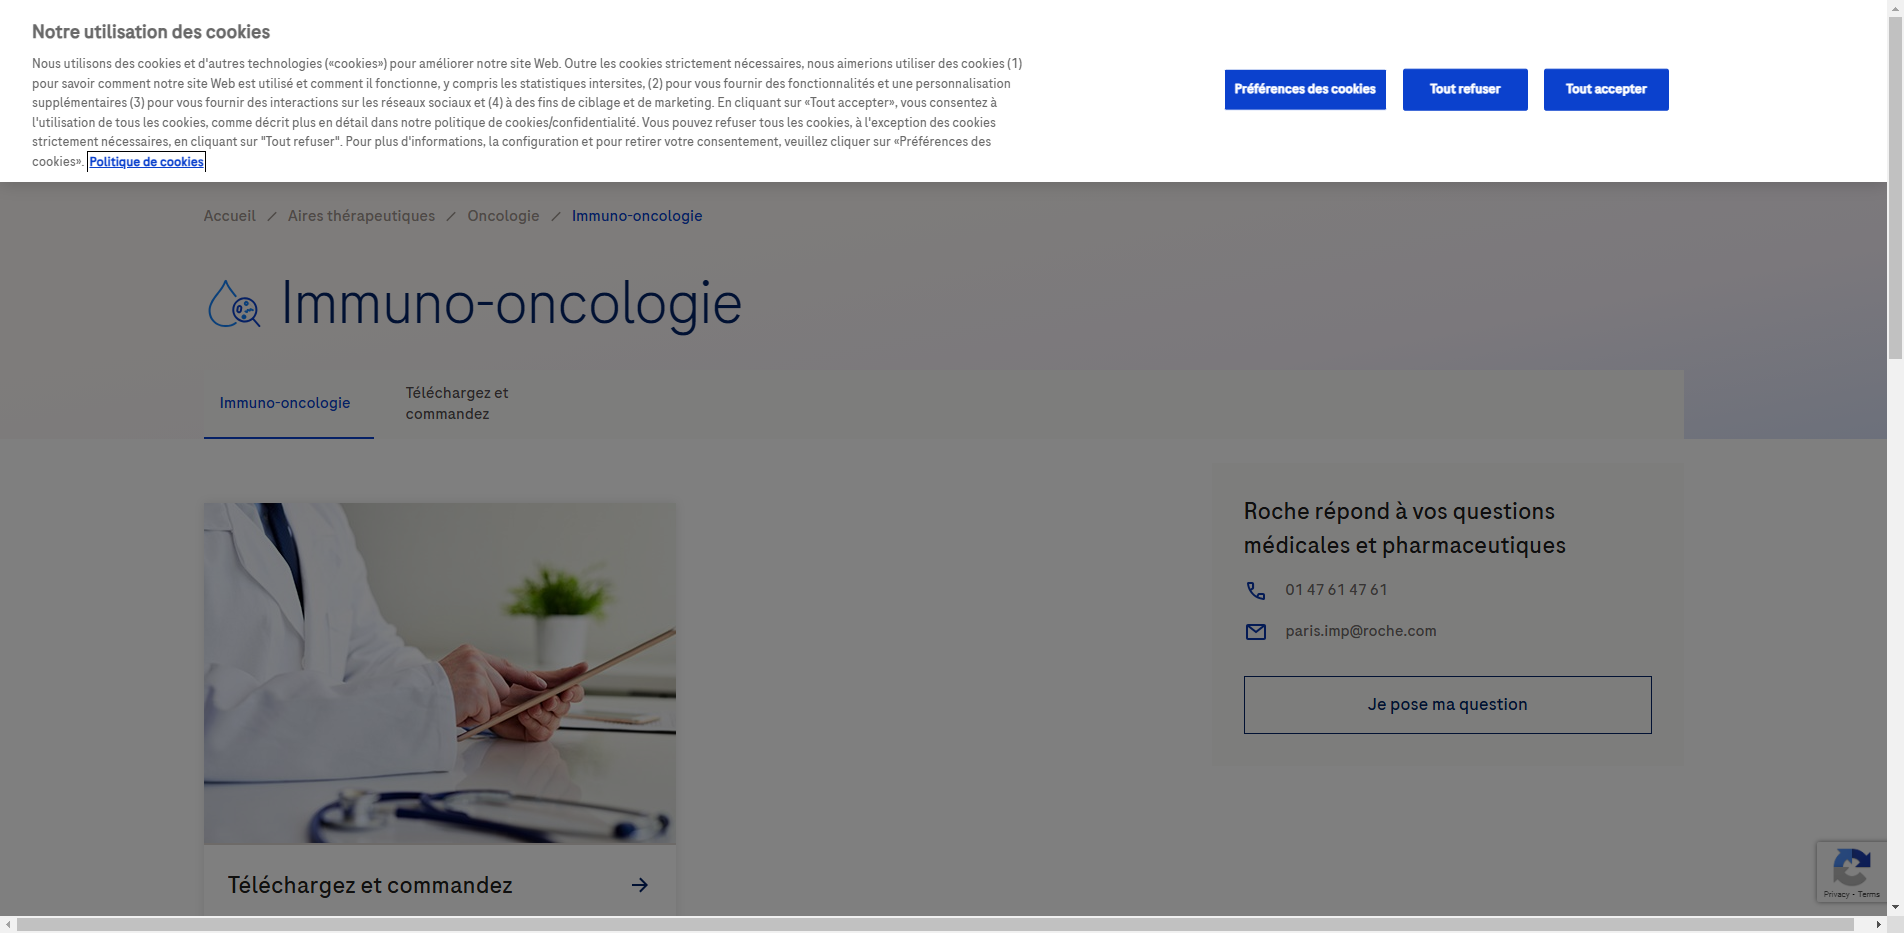 Notre utilisation des cookies
Nous utilisons des cookies et d'autres technologies («cookies») pour améliorer notre site Web. Outre les cookies strictement nécessaires, nous aimerions utiliser des cookies (1)
pour savoir comment notre site Web est utilisé et comment il fonctionne, y compris les statistiques intersites, (2) pour vous fournir des fonctionnalités et une personnalisation
supplémentaires (3) pour vous fournir des interactions sur les réseaux sociaux et (4) à des fins de ciblage et de marketing. En cliquant sur «Tout accepter», vous consentez à
l'utilisation de tous les cookies, comme décrit plus en détail dans notre politique de cookies/confidentialité. Vous pouvez refuser tous les cookies, à l'exception des cookies
strictement nécessaires, en cliquant sur "Tout refuser". Pour plus d'informations, la configuration et pour retirer votre consentement, veuillez cliquer sur «Préférences des
cookies». Politique de cookies
Préférences des cookies
Tout refuser
Tout accepter
Accueil / Aires thérapeutiques / Oncologie / Immuno-oncologie
Immuno-oncologie
Immuno-oncologie
Téléchargez et
commandez
Roche répond à vos questions
médicales et pharmaceutiques
01 47 61 47 61
paris.imp@roche.com
Je pose ma question
Téléchargez et commandez
Privacy - Terms